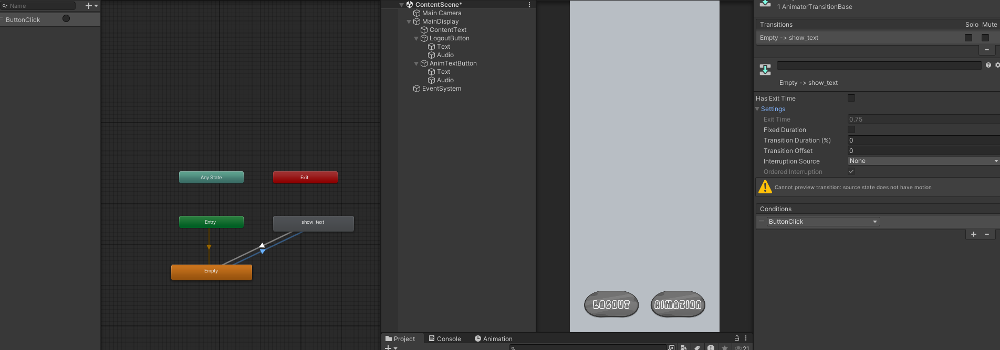 Name
ButtonClick
Any State
Exit
Entry
show_text
Empty
ContentScene*
Main Camera
MainDisplay
ContentText
LogoutButton
Text
Audio
AnimTextButton
Text
Audio
EventSystem
LOGOUT
AIMATION
Project
Console
Animation
21
1 AnimatorTransitionBase
Transitions
Solo Mute
Empty -> show_text
Empty -> show_text
Has Exit Time
Settings
Exit Time 0.75
Fixed Duration
Transition Duration (%) 0
Transition Offset 0
Interruption Source None
Ordered Interruption
Cannot preview transition: source state does not have motion
Conditions
ButtonClick